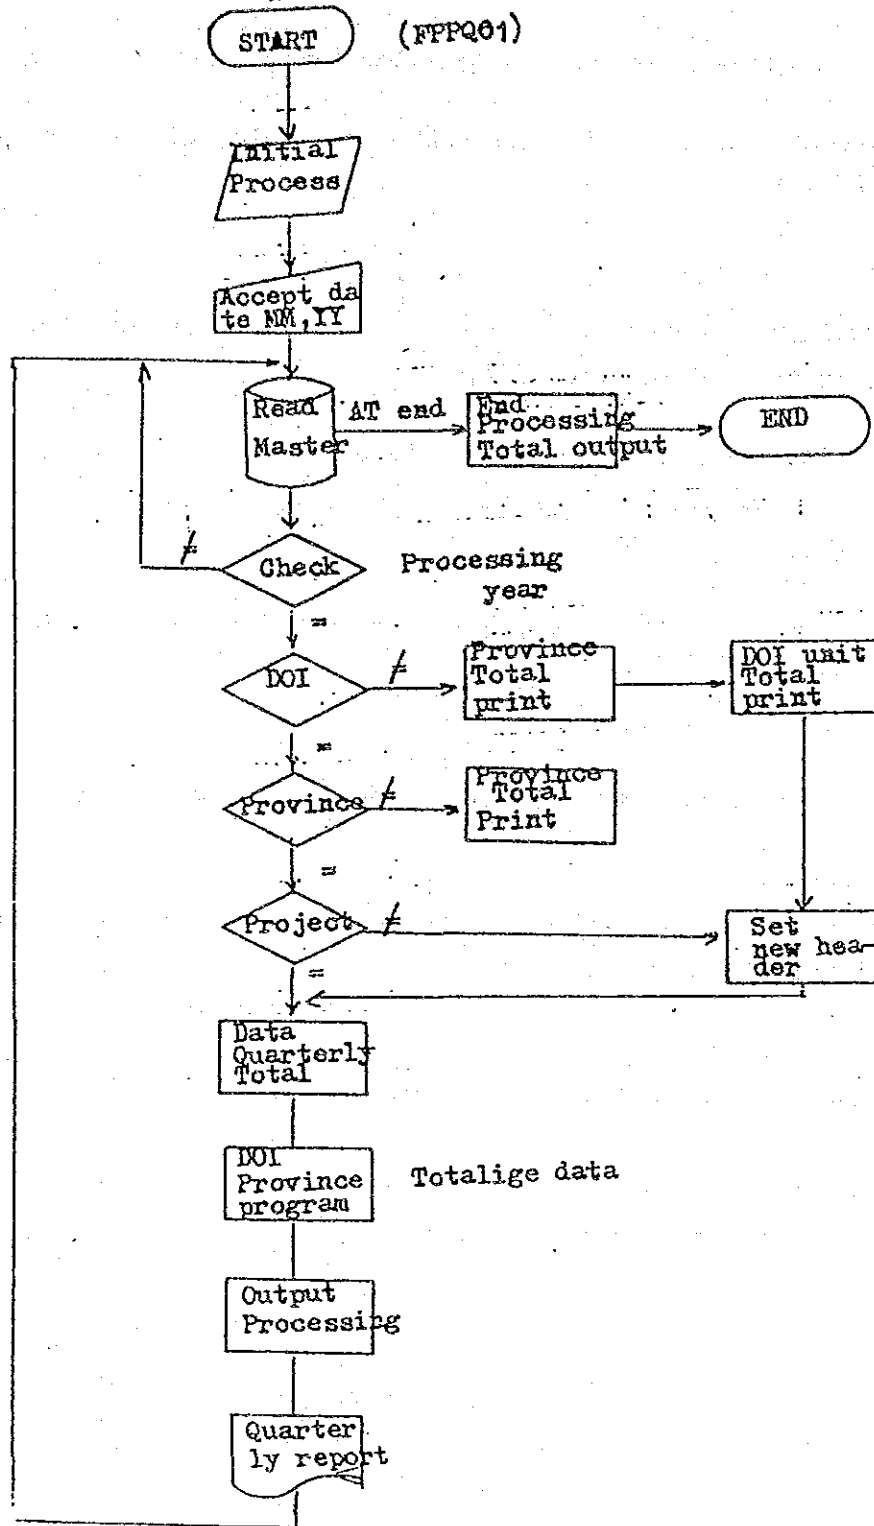 START
(FPPQ01)
Initial
Process
Accept da
te MM,YY
Read
Master
AT end
End
Processing
Total output
END
≠
Check
Processing
year
=
DOI
≠
Province
Total
print
DOI unit
Total
print
=
Province
≠
Province
Total
Print
=
Project
≠
Set
new hea-
der
=
Data
Quarterly
Total
DOI
Province
program
Totalige data
Output
Processing
Quarter
ly report